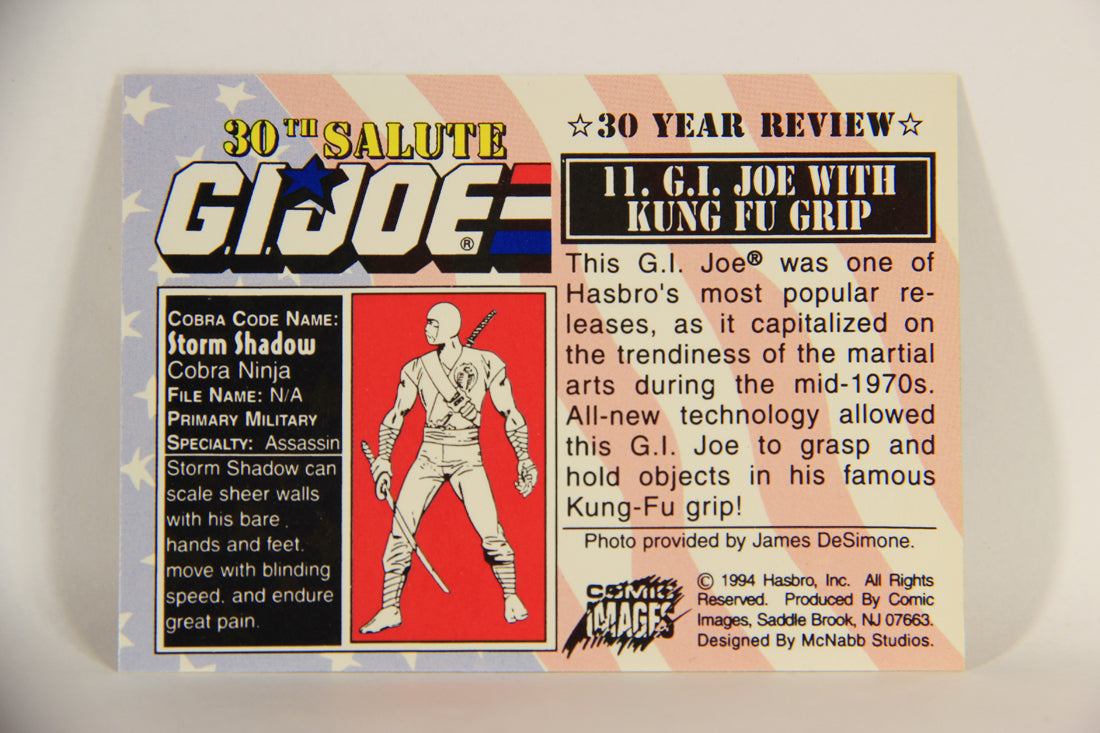 30TH SALUTE
G.I. JOE®
COBRA CODE NAME:
Storm Shadow
Cobra Ninja
FILE NAME: N/A
PRIMARY MILITARY
SPECIALTY: Assassin
Storm Shadow can
scale sheer walls
with his bare
hands and feet.
move with blinding
speed. and endure
great pain.
☆30 YEAR REVIEW☆
11. G.I. JOE WITH
KUNG FU GRIP
This G.I. Joe® was one of
Hasbro's most popular re-
leases, as it capitalized on
the trendiness of the martial
arts during the mid-1970s.
All-new technology allowed
this G.I. Joe to grasp and
hold objects in his famous
Kung-Fu grip!
Photo provided by James DeSimone.
COMIC
IMAGES
© 1994 Hasbro, Inc. All Rights
Reserved. Produced By Comic
Images, Saddle Brook, NJ 07663.
Designed By McNabb Studios.